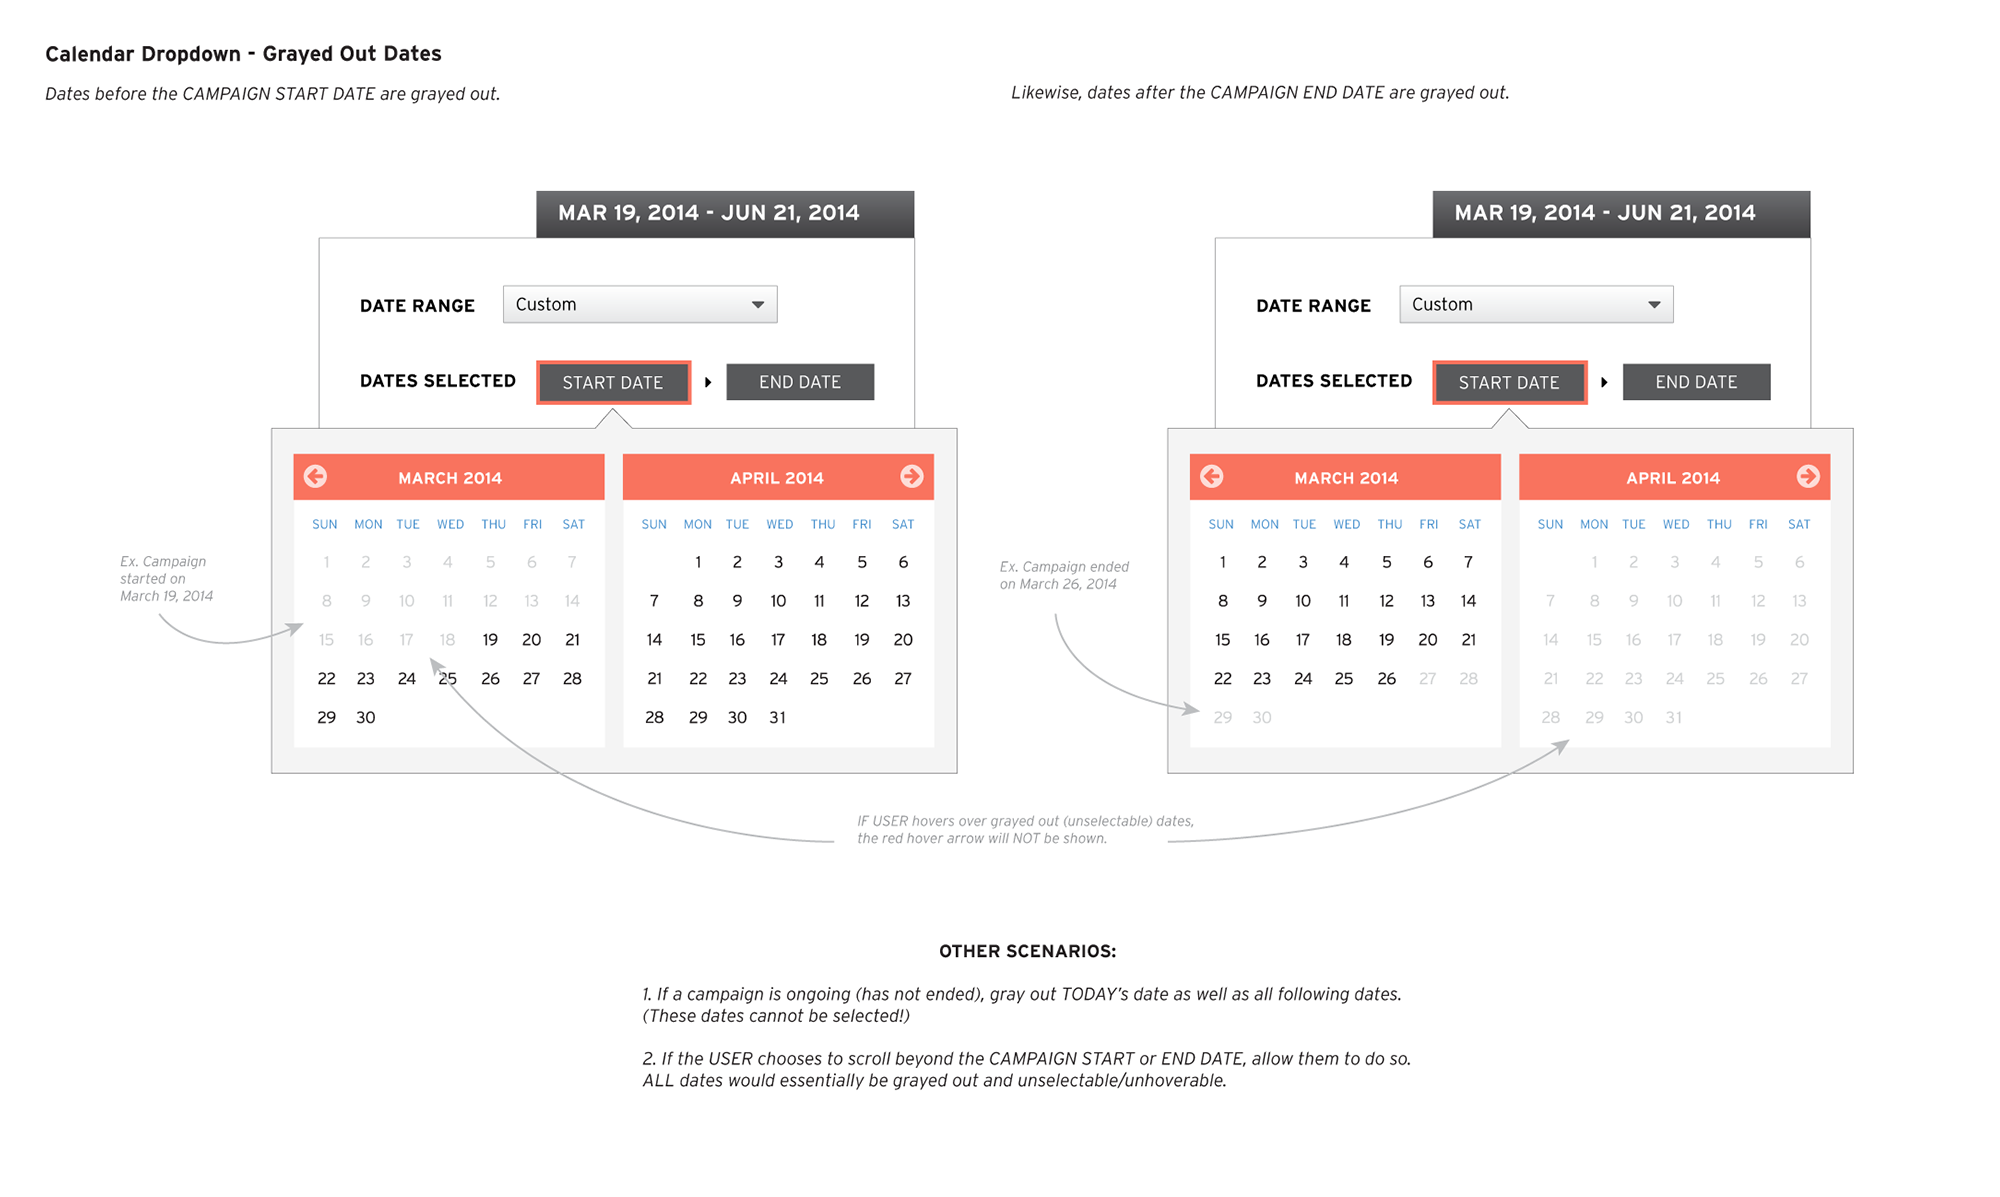 Calendar Dropdown - Grayed Out Dates
Dates before the CAMPAIGN START DATE are grayed out.
Likewise, dates after the CAMPAIGN END DATE are grayed out.
MAR 19, 2014 - JUN 21, 2014
DATE RANGE
Custom
DATES SELECTED
START DATE
END DATE
MARCH 2014
SUN MON TUE WED THU FRI SAT
1 2 3 4 5 6 7
8 9 10 11 12 13 14
15 16 17 18 19 20 21
22 23 24 25 26 27 28
29 30
APRIL 2014
SUN MON TUE WED THU FRI SAT
1 2 3 4 5 6
7 8 9 10 11 12 13
14 15 16 17 18 19 20
21 22 23 24 25 26 27
28 29 30 31
Ex. Campaign
started on
March 19, 2014
MAR 19, 2014 - JUN 21, 2014
DATE RANGE
Custom
DATES SELECTED
START DATE
END DATE
MARCH 2014
SUN MON TUE WED THU FRI SAT
1 2 3 4 5 6 7
8 9 10 11 12 13 14
15 16 17 18 19 20 21
22 23 24 25 26 27 28
29 30
APRIL 2014
SUN MON TUE WED THU FRI SAT
1 2 3 4 5 6
7 8 9 10 11 12 13
14 15 16 17 18 19 20
21 22 23 24 25 26 27
28 29 30 31
Ex. Campaign ended
on March 26, 2014
IF USER hovers over grayed out (unselectable) dates,
the red hover arrow will NOT be shown.
OTHER SCENARIOS:
1. If a campaign is ongoing (has not ended), gray out TODAY's date as well as all following dates.
(These dates cannot be selected!)
2. If the USER chooses to scroll beyond the CAMPAIGN START or END DATE, allow them to do so.
ALL dates would essentially be grayed out and unselectable/unhoverable.